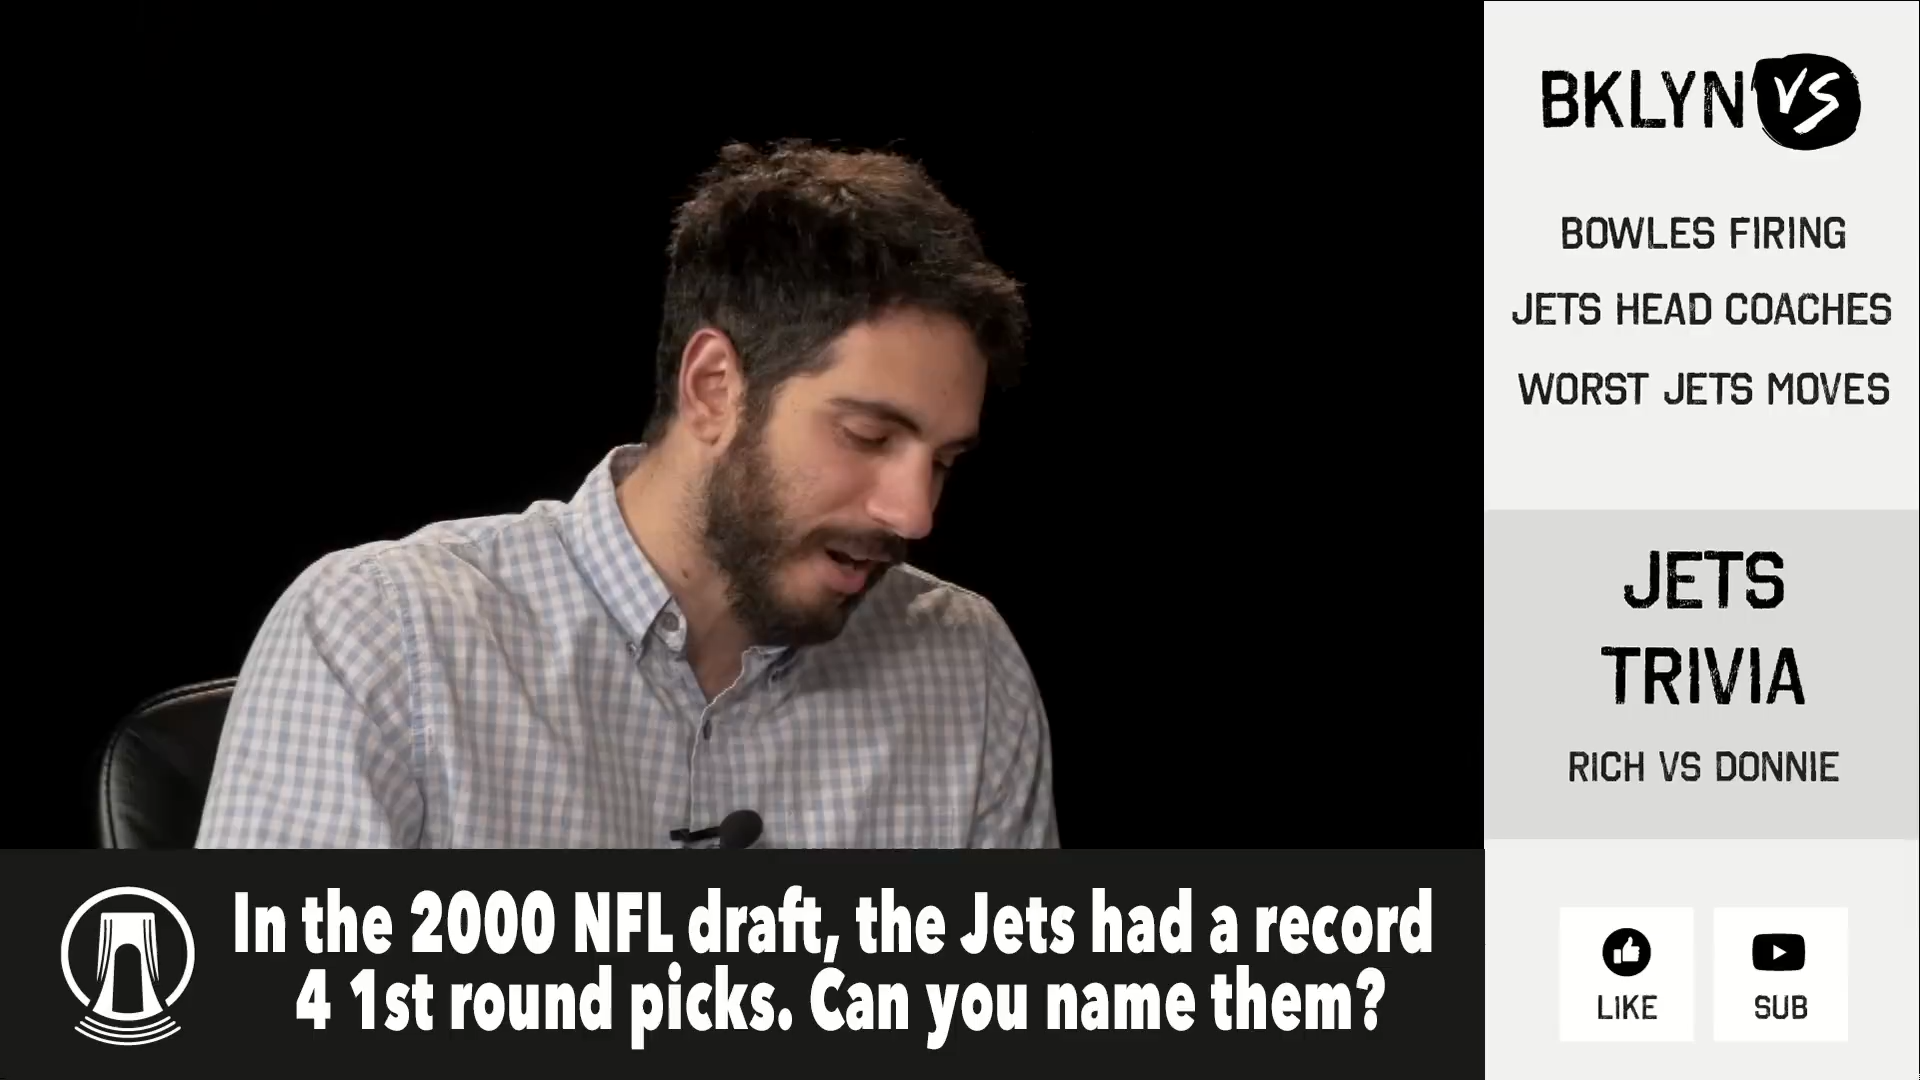 BKLYN VS
BOWLES FIRING
JETS HEAD COACHES
WORST JETS MOVES
JETS
TRIVIA
RICH VS DONNIE
In the 2000 NFL draft, the Jets had a record
4 1st round picks. Can you name them?
LIKE
SUB